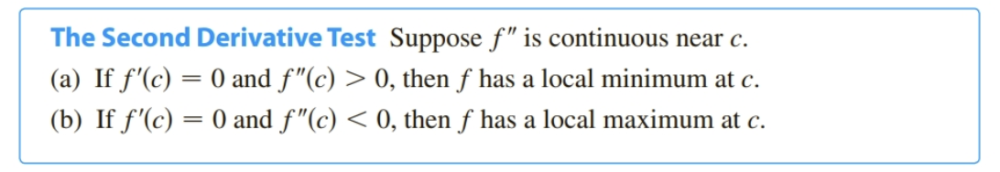 The Second Derivative Test Suppose f″ is continuous near c.
(a) If f′(c) = 0 and f″(c) > 0, then f has a local minimum at c.
(b) If f′(c) = 0 and f″(c) < 0, then f has a local maximum at c.